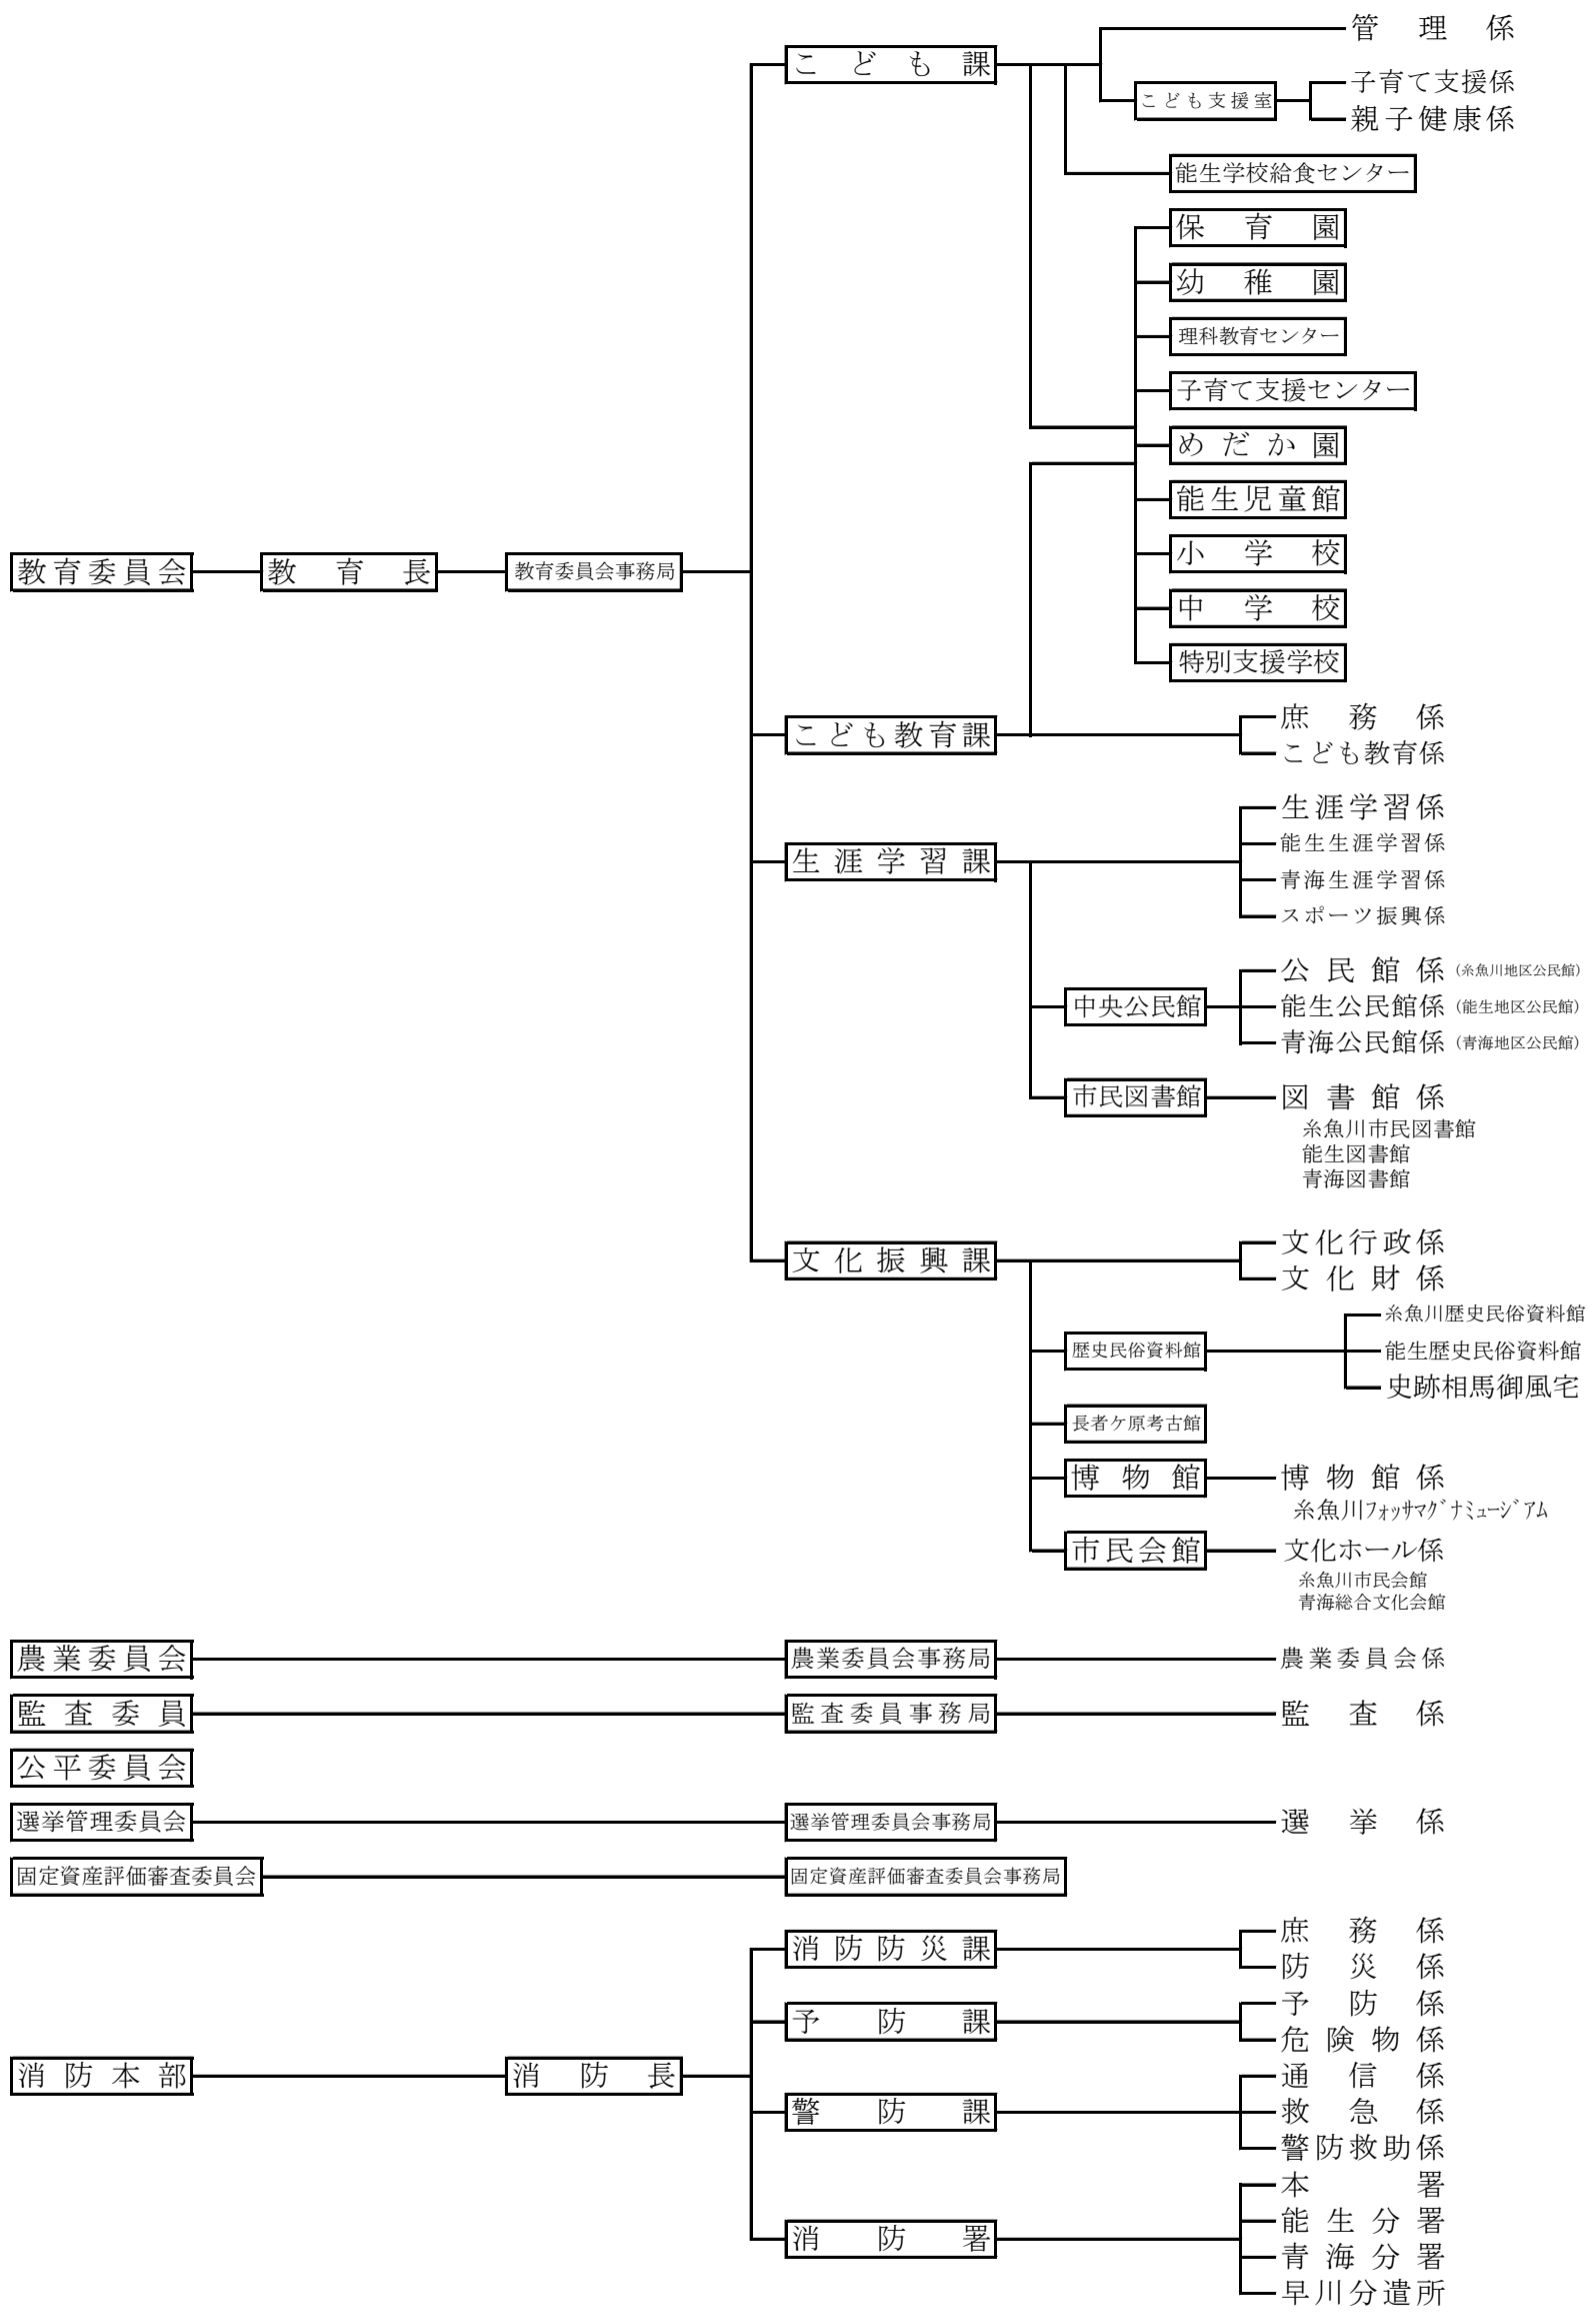 管理係
こども課
子育て支援係
こども支援室
親子健康係
能生学校給食センター
保育園
幼稚園
理科教育センター
子育て支援センター
めだか園
能生児童館
小学校
教育委員会 教育長 教育委員会事務局
中学校
特別支援学校
庶務係
こども教育課
こども教育係
生涯学習係
能生生涯学習係
生涯学習課
青海生涯学習係
スポーツ振興係
公民館係 (糸魚川地区公民館)
中央公民館 能生公民館係 (能生地区公民館)
青海公民館係 (青海地区公民館)
市民図書館 図書館係
糸魚川市民図書館
能生図書館
青海図書館
文化行政係
文化振興課
文化財係
糸魚川歴史民俗資料館
歴史民俗資料館 能生歴史民俗資料館
史跡相馬御風宅
長者ケ原考古館
博物館 博物館係
糸魚川ﾌｫｯｻﾏｸﾞﾅﾐｭｰｼﾞｱﾑ
市民会館 文化ホール係
糸魚川市民会館
青海総合文化会館
農業委員会 農業委員会事務局 農業委員会係
監査委員 監査委員事務局 監査係
公平委員会
選挙管理委員会 選挙管理委員会事務局 選挙係
固定資産評価審査委員会 固定資産評価審査委員会事務局
庶務係
消防防災課
防災係
予防係
予防課
危険物係
消防本部 消防長 通信係
警防課 救急係
警防救助係
本署
能生分署
消防署
青海分署
早川分遣所